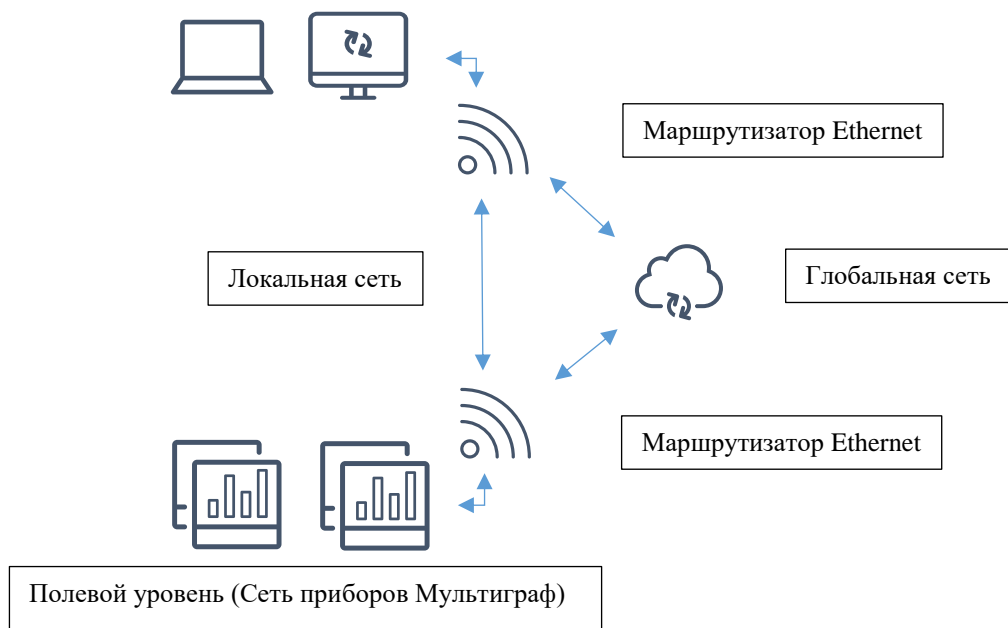 Маршрутизатор Ethernet
Локальная сеть
Глобальная сеть
Маршрутизатор Ethernet
Полевой уровень (Сеть приборов Мультиграф)